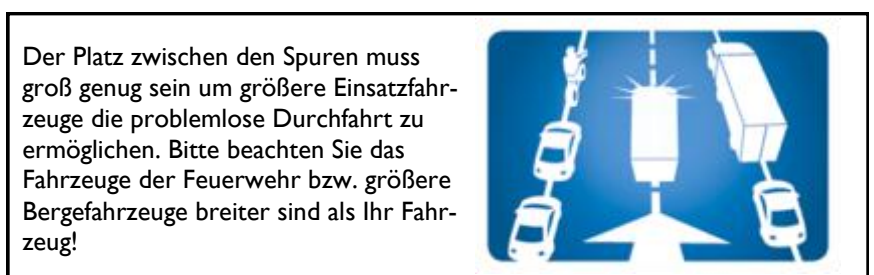 Der Platz zwischen den Spuren muss
groß genug sein um größere Einsatzfahr-
zeuge die problemlose Durchfahrt zu
ermöglichen. Bitte beachten Sie das
Fahrzeuge der Feuerwehr bzw. größere
Bergefahrzeuge breiter sind als Ihr Fahr-
zeug!